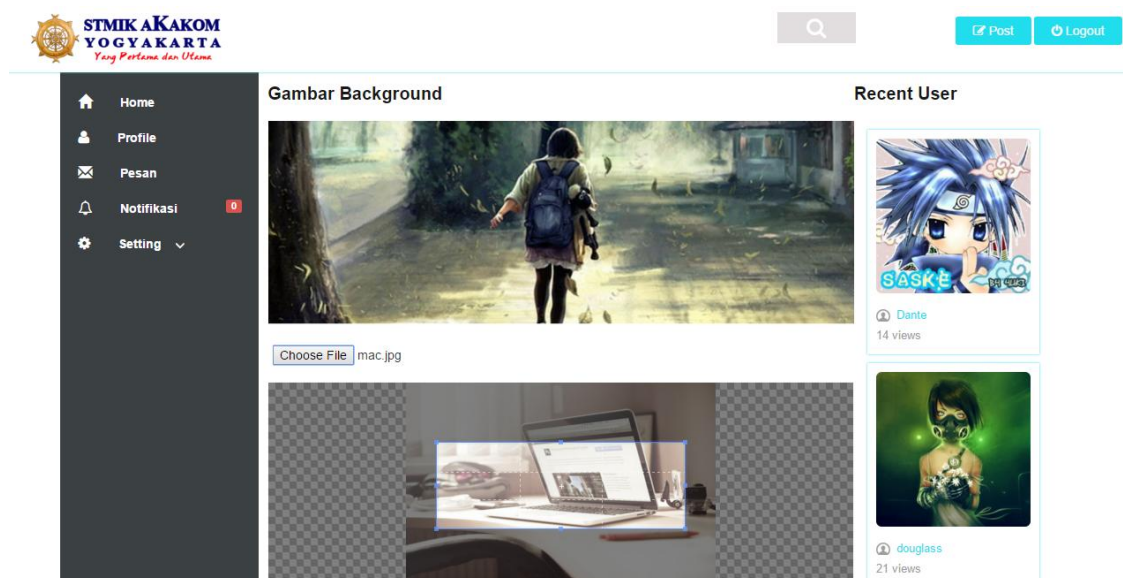 STMIK AKAKOM
YOGYAKARTA
Yang Pertama dan Utama
Post
Logout
Home
Profile
Pesan
Notifikasi 0
Setting
Gambar Background
Choose File mac.jpg
Recent User
SASKE
Dante
14 views
douglass
21 views